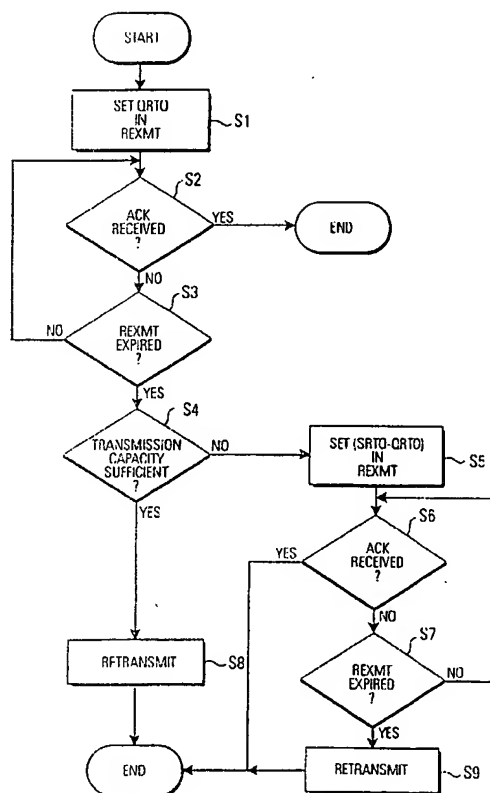 START
SET QRTO
IN
REXMT
S1
S2
ACK
RECEIVED
?
YES
END
NO
S3
REXMT
EXPIRED
?
NO
YES
S4
TRANSMISSION
CAPACITY
SUFFICIENT
?
NO
YES
SET (SRTO-QRTO)
IN
REXMT
S5
S6
ACK
RECEIVED
?
YES
NO
S7
REXMT
EXPIRED
?
NO
YES
RETRANSMIT
S8
END
RETRANSMIT
S9